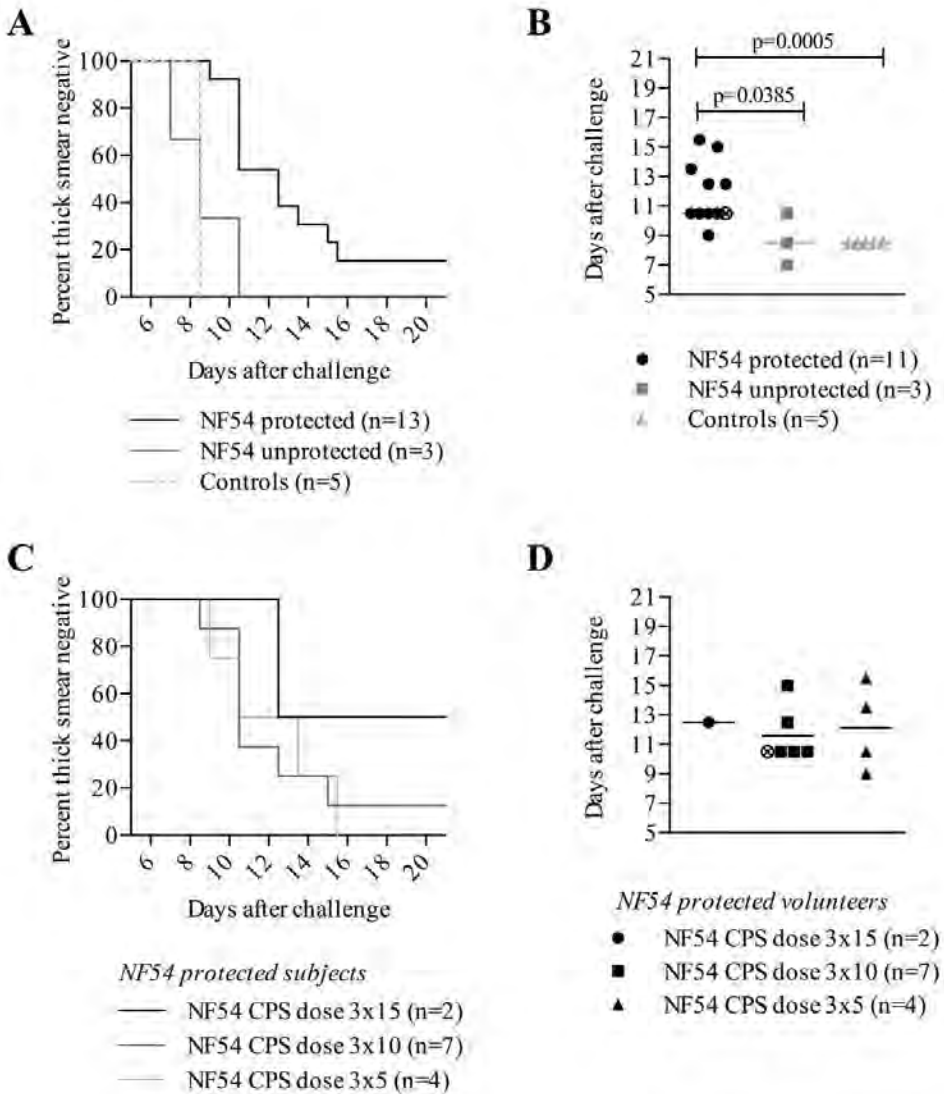 A
Percent thick smear negative
100
80
60
40
20
0
6 8 10 12 14 16 18 20
Days after challenge
NF54 protected (n=13)
NF54 unprotected (n=3)
Controls (n=5)
B
p=0.0005
p=0.0385
Days after challenge
21
19
17
15
13
11
9
7
5
NF54 protected (n=11)
NF54 unprotected (n=3)
Controls (n=5)
C
Percent thick smear negative
100
80
60
40
20
0
6 8 10 12 14 16 18 20
Days after challenge
NF54 protected subjects
NF54 CPS dose 3x15 (n=2)
NF54 CPS dose 3x10 (n=7)
NF54 CPS dose 3x5 (n=4)
D
Days after challenge
21
19
17
15
13
11
9
7
5
NF54 protected volunteers
NF54 CPS dose 3x15 (n=2)
NF54 CPS dose 3x10 (n=7)
NF54 CPS dose 3x5 (n=4)